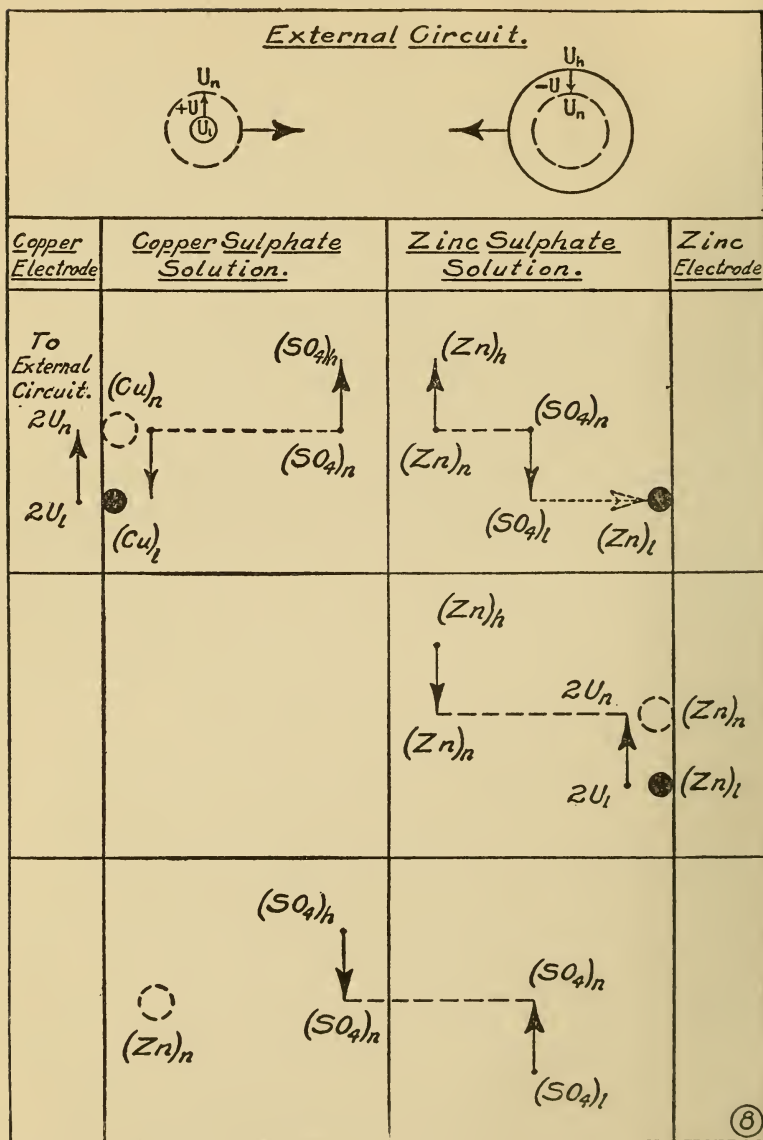 External Circuit.
Uₙ
+U
Uₗ
Uₕ
-U
Uₙ
Copper
Electrode
Copper Sulphate
Solution.
Zinc Sulphate
Solution.
Zinc
Electrode
To
External
Circuit.
2Uₙ
2Uₗ
(Cu)ₙ
(Cu)ₗ
(SO₄)ₕ
(SO₄)ₙ
(Zn)ₕ
(Zn)ₙ
(SO₄)ₙ
(SO₄)ₗ
(Zn)ₗ
(Zn)ₕ
(Zn)ₙ
2Uₙ
(Zn)ₙ
2Uₗ
(Zn)ₗ
(SO₄)ₕ
(SO₄)ₙ
(Zn)ₙ
(SO₄)ₙ
(SO₄)ₗ
8